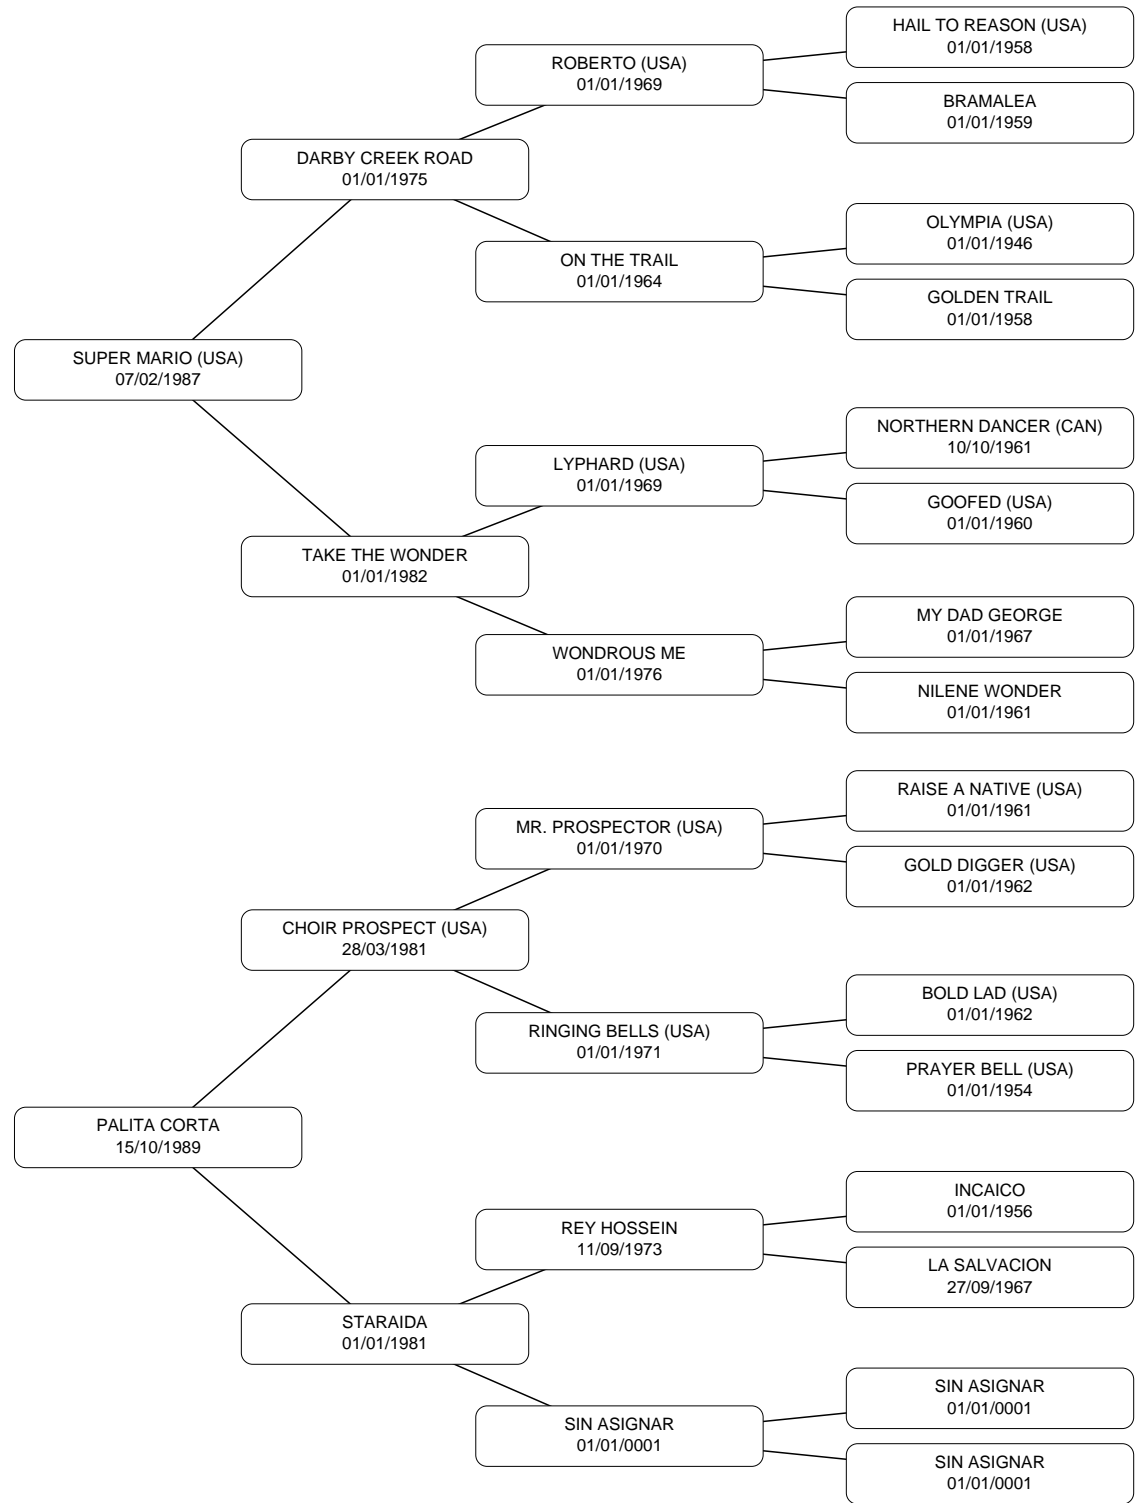 HAIL TO REASON (USA)
01/01/1958
ROBERTO (USA)
01/01/1969
BRAMALEA
01/01/1959
DARBY CREEK ROAD
01/01/1975
OLYMPIA (USA)
01/01/1946
ON THE TRAIL
01/01/1964
GOLDEN TRAIL
01/01/1958
SUPER MARIO (USA)
07/02/1987
NORTHERN DANCER (CAN)
10/10/1961
LYPHARD (USA)
01/01/1969
GOOFED (USA)
01/01/1960
TAKE THE WONDER
01/01/1982
MY DAD GEORGE
01/01/1967
WONDROUS ME
01/01/1976
NILENE WONDER
01/01/1961
RAISE A NATIVE (USA)
01/01/1961
MR. PROSPECTOR (USA)
01/01/1970
GOLD DIGGER (USA)
01/01/1962
CHOIR PROSPECT (USA)
28/03/1981
BOLD LAD (USA)
01/01/1962
RINGING BELLS (USA)
01/01/1971
PRAYER BELL (USA)
01/01/1954
PALITA CORTA
15/10/1989
INCAICO
01/01/1956
REY HOSSEIN
11/09/1973
LA SALVACION
27/09/1967
STARAIDA
01/01/1981
SIN ASIGNAR
01/01/0001
SIN ASIGNAR
01/01/0001
SIN ASIGNAR
01/01/0001